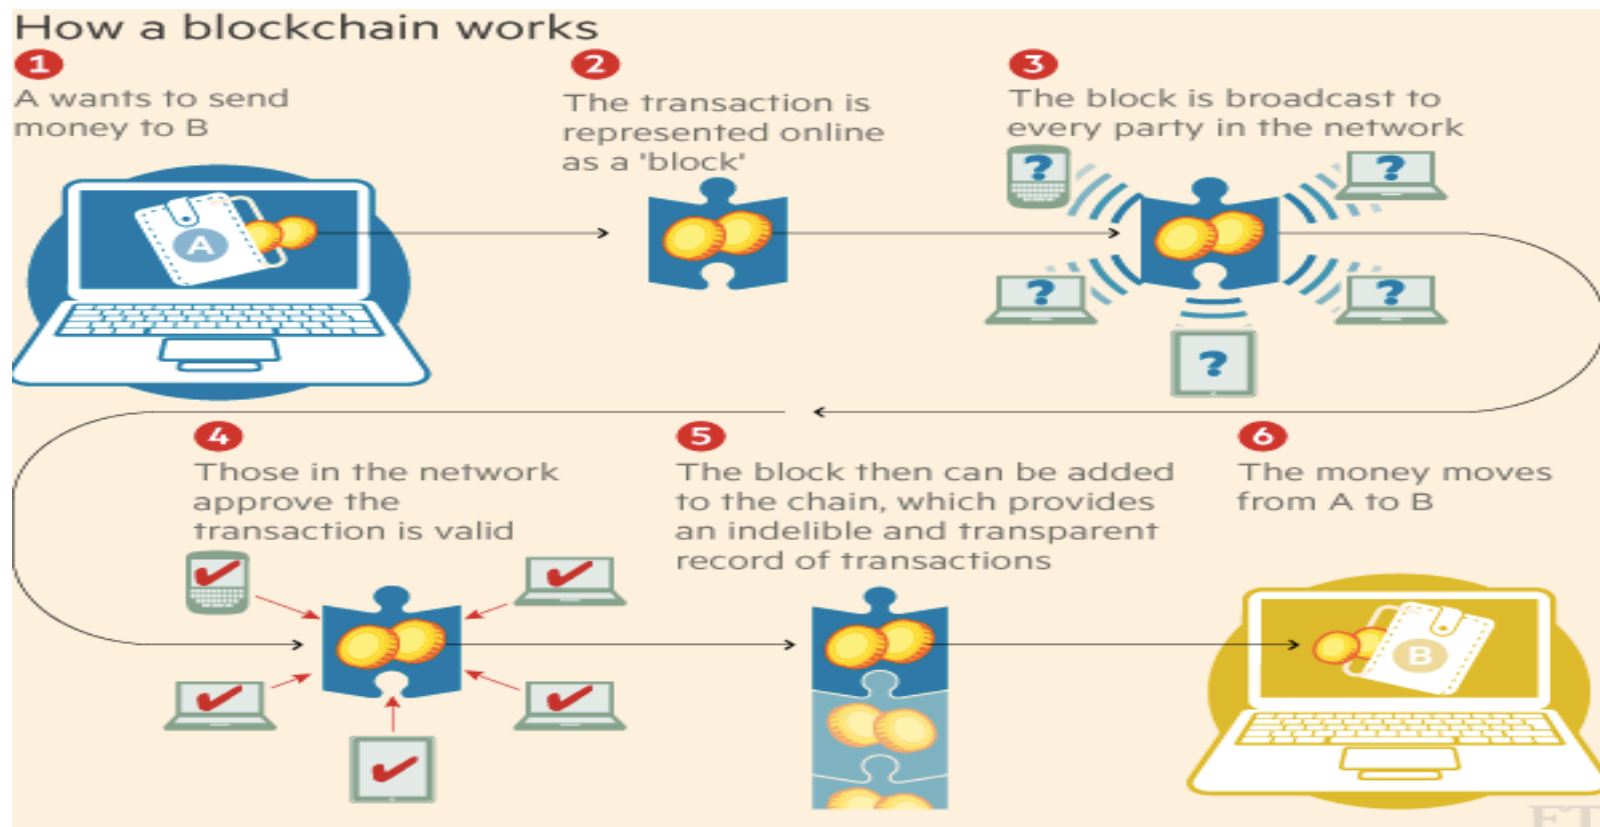 How a blockchain works
1
A wants to send
money to B
A
2
The transaction is
represented online
as a 'block'
3
The block is broadcast to
every party in the network
?
?
?
?
?
4
Those in the network
approve the
transaction is valid
5
The block then can be added
to the chain, which provides
an indelible and transparent
record of transactions
6
The money moves
from A to B
B
FT